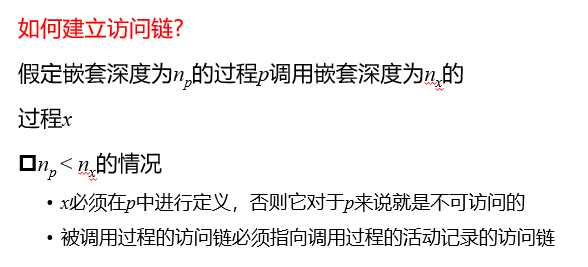 如何建立访问链?
假定嵌套深度为np的过程p调用嵌套深度为nx的
过程x
np < nx的情况
• x必须在p中进行定义，否则它对于p来说就是不可访问的
• 被调用过程的访问链必须指向调用过程的活动记录的访问链